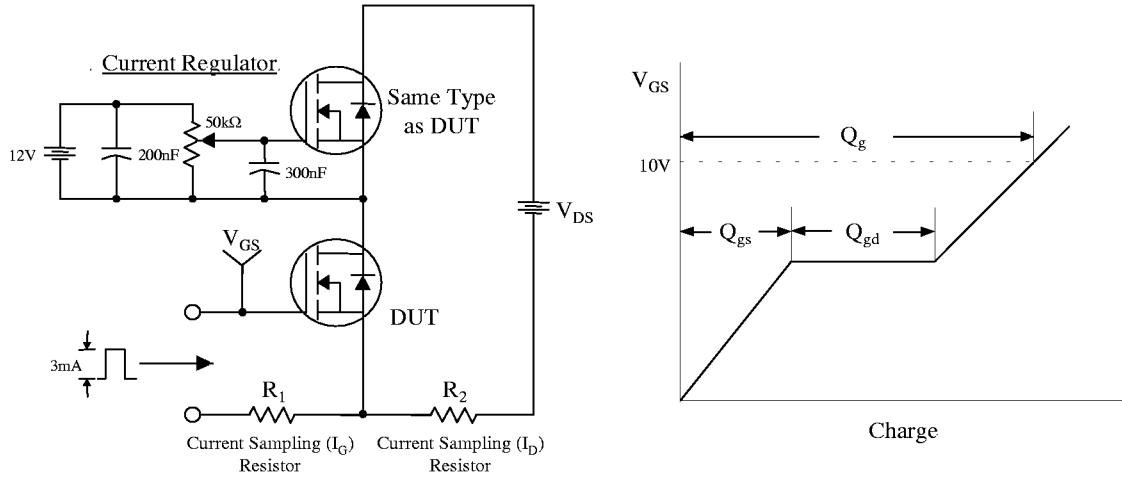 Current Regulator
12V
200nF
50kΩ
300nF
Same Type
as DUT
V_DS
V_GS
DUT
3mA
R_1
R_2
Current Sampling (I_G)
Resistor
Current Sampling (I_D)
Resistor
V_GS
Q_g
10V
Q_gs
Q_gd
Charge